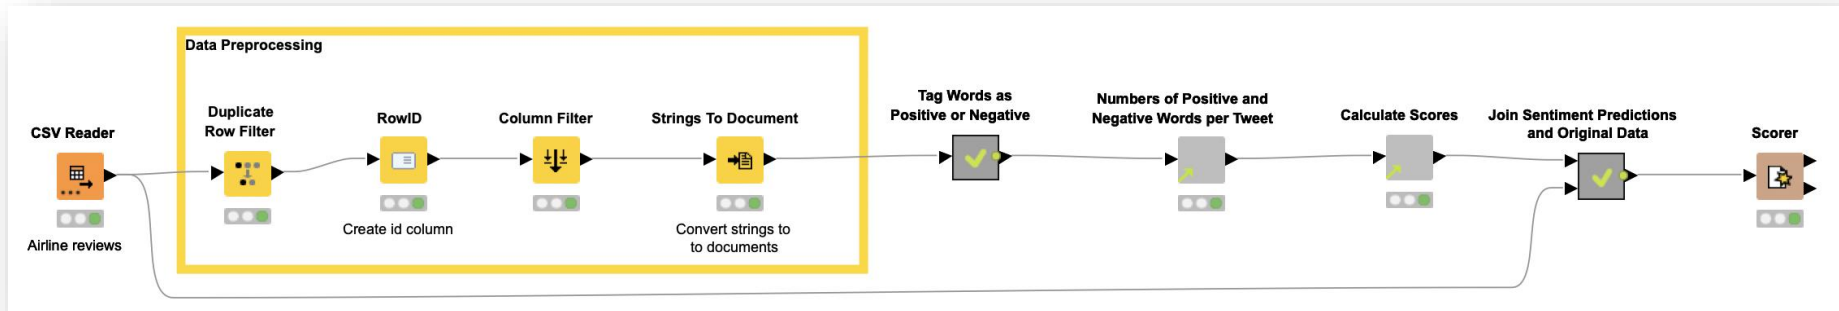 Data Preprocessing
CSV Reader
Airline reviews
Duplicate
Row Filter
RowID
Create id column
Column Filter
Strings To Document
Convert strings to
to documents
Tag Words as
Positive or Negative
Numbers of Positive and
Negative Words per Tweet
Calculate Scores
Join Sentiment Predictions
and Original Data
Scorer